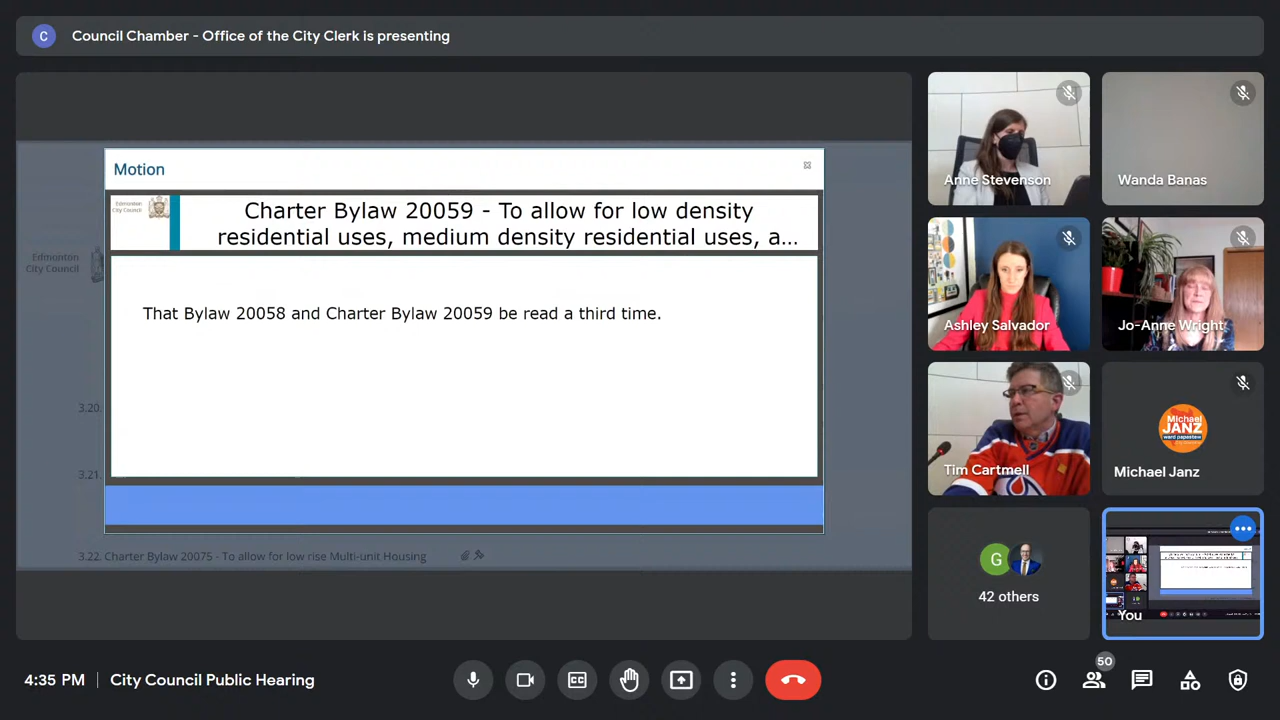 C
Council Chamber - Office of the City Clerk is presenting
Motion
Edmonton
City Council
Charter Bylaw 20059 - To allow for low density
residential uses, medium density residential uses, a...
Edmonton
City Council
That Bylaw 20058 and Charter Bylaw 20059 be read a third time.
3.20.
3.21.
3.22. Charter Bylaw 20075 - To allow for low rise Multi-unit Housing
Anne Stevenson
Wanda Banas
Ashley Salvador
Jo-Anne Wright
Tim Cartmell
Michael
JANZ
ward papastew
Michael Janz
G
42 others
You
4:35 PM
City Council Public Hearing
CC
50